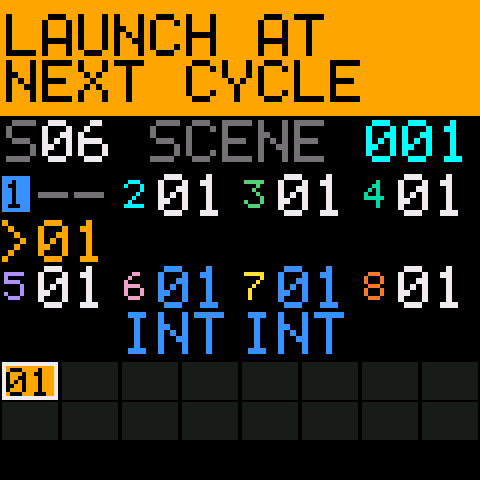 LAUNCH AT
NEXT CYCLE
S06 SCENE 001
1 -- 2 01 3 01 4 01
>01
5 01 6 01 7 01 8 01
INT INT
01